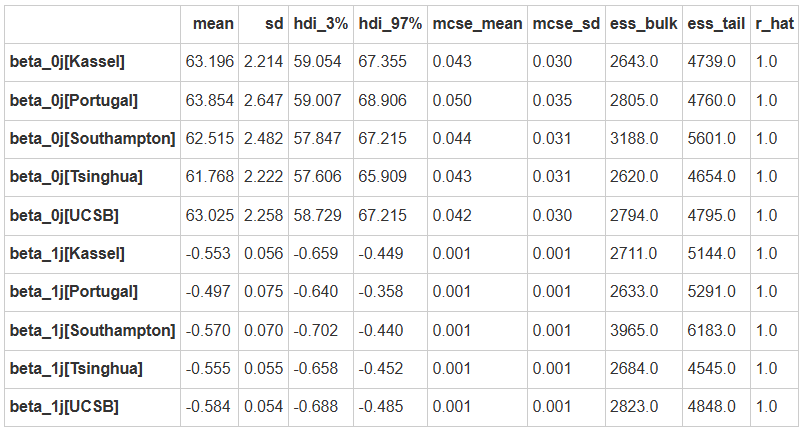 mean sd hdi_3% hdi_97% mcse_mean mcse_sd ess_bulk ess_tail r_hat
beta_0j[Kassel] 63.196 2.214 59.054 67.355 0.043 0.030 2643.0 4739.0 1.0
beta_0j[Portugal] 63.854 2.647 59.007 68.906 0.050 0.035 2805.0 4760.0 1.0
beta_0j[Southampton] 62.515 2.482 57.847 67.215 0.044 0.031 3188.0 5601.0 1.0
beta_0j[Tsinghua] 61.768 2.222 57.606 65.909 0.043 0.031 2620.0 4654.0 1.0
beta_0j[UCSB] 63.025 2.258 58.729 67.215 0.042 0.030 2794.0 4795.0 1.0
beta_1j[Kassel] -0.553 0.056 -0.659 -0.449 0.001 0.001 2711.0 5144.0 1.0
beta_1j[Portugal] -0.497 0.075 -0.640 -0.358 0.001 0.001 2633.0 5291.0 1.0
beta_1j[Southampton] -0.570 0.070 -0.702 -0.440 0.001 0.001 3965.0 6183.0 1.0
beta_1j[Tsinghua] -0.555 0.055 -0.658 -0.452 0.001 0.001 2684.0 4545.0 1.0
beta_1j[UCSB] -0.584 0.054 -0.688 -0.485 0.001 0.001 2823.0 4848.0 1.0